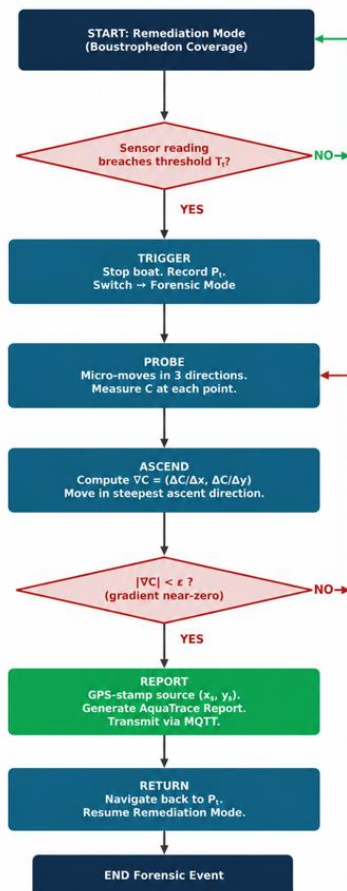 START: Remediation Mode
(Boustrophedon Coverage)
Sensor reading
breaches threshold Tₜ?
NO
YES
TRIGGER
Stop boat. Record Pₜ.
Switch → Forensic Mode
PROBE
Micro-moves in 3 directions.
Measure C at each point.
ASCEND
Compute ∇C = (ΔC/Δx, ΔC/Δy)
Move in steepest ascent direction.
|∇C| < ε ?
(gradient near-zero)
NO
YES
REPORT
GPS-stamp source (xₛ, yₛ).
Generate AquaTrace Report.
Transmit via MQTT.
RETURN
Navigate back to Pₜ.
Resume Remediation Mode.
END Forensic Event